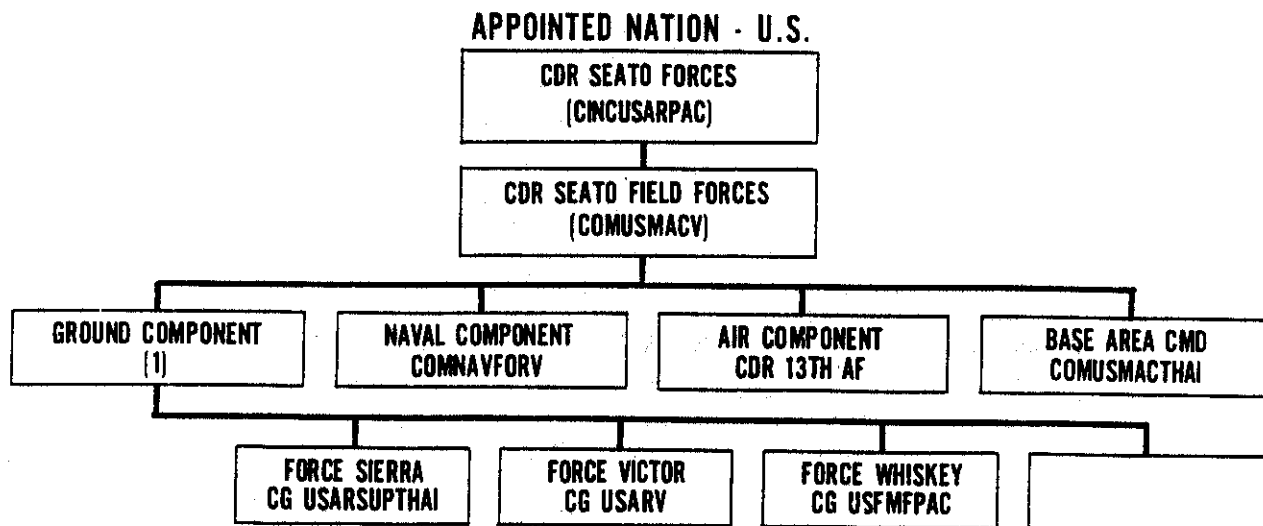 APPOINTED NATION - U.S.
CDR SEATO FORCES
(CINCUSARPAC)
CDR SEATO FIELD FORCES
(COMUSMACV)
GROUND COMPONENT
(1)
NAVAL COMPONENT
COMNAVFORV
AIR COMPONENT
CDR 13TH AF
BASE AREA CMD
COMUSMACTHAI
FORCE SIERRA
CG USARSUPTHAI
FORCE VICTOR
CG USARV
FORCE WHISKEY
CG USFMFPAC